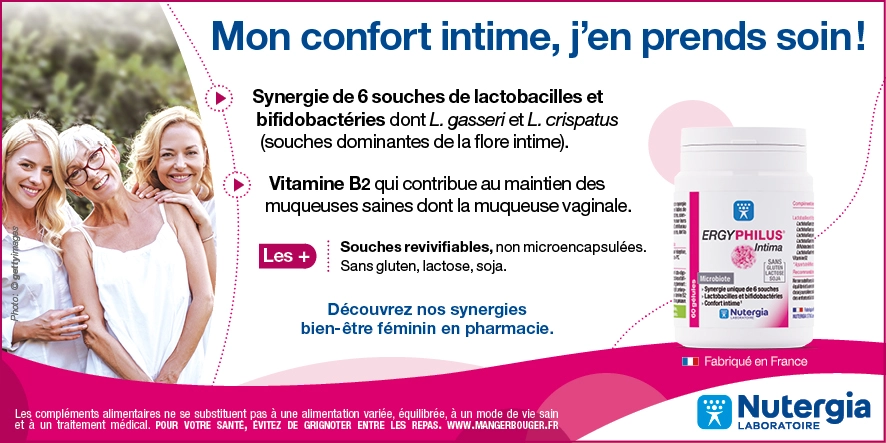 Mon confort intime, j'en prends soin !
Synergie de 6 souches de lactobacilles et
bifidobactéries dont L. gasseri et L. crispatus
(souches dominantes de la flore intime).
Vitamine B2 qui contribue au maintien des
muqueuses saines dont la muqueuse vaginale.
Les +
Souches revivifiables, non microencapsulées.
Sans gluten, lactose, soja.
Découvrez nos synergies
bien-être féminin en pharmacie.
Photo : © gettyimages
ERGYPHILUS®
Intima
SANS
GLUTEN
LACTOSE
SOJA
Microbiote
• Synergie unique de 6 souches
• Lactobacilles et bifidobactéries
• Confort intime
60 gélules
Nutergia
LABORATOIRE
Fabriqué en France
Les compléments alimentaires ne se substituent pas à une alimentation variée, équilibrée, à un mode de vie sain
et à un traitement médical. POUR VOTRE SANTÉ, ÉVITEZ DE GRIGNOTER ENTRE LES REPAS. WWW.MANGERBOUGER.FR
Nutergia
LABORATOIRE